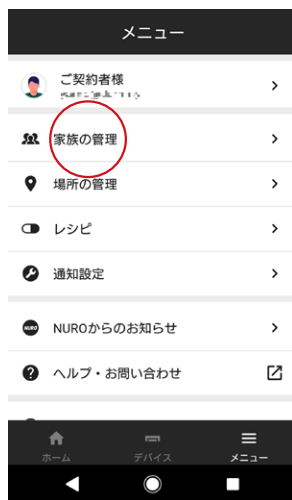 メニュー
ご契約者様
家族の管理
場所の管理
レシピ
通知設定
NURO
NUROからのお知らせ
ヘルプ・お問い合わせ
ホーム
デバイス
メニュー